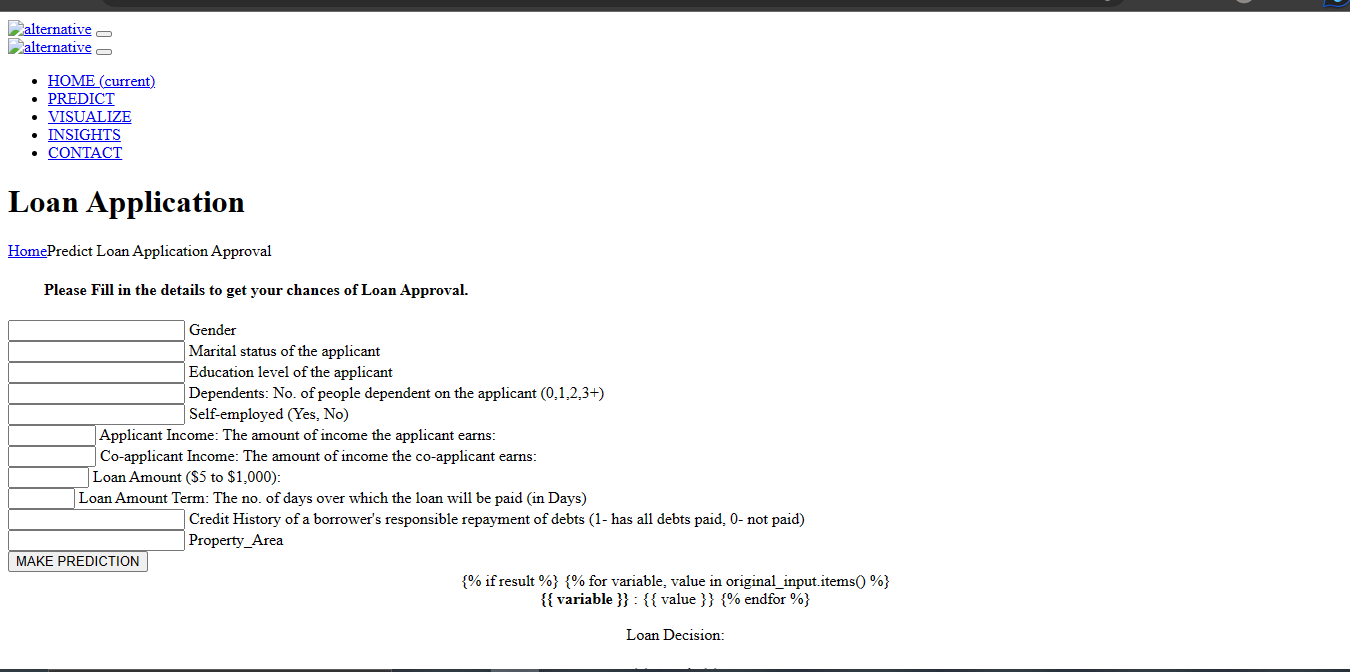 alternative
alternative
HOME (current)
PREDICT
VISUALIZE
INSIGHTS
CONTACT
Loan Application
HomePredict Loan Application Approval
Please Fill in the details to get your chances of Loan Approval.
Gender
Marital status of the applicant
Education level of the applicant
Dependents: No. of people dependent on the applicant (0,1,2,3+)
Self-employed (Yes, No)
Applicant Income: The amount of income the applicant earns:
Co-applicant Income: The amount of income the co-applicant earns:
Loan Amount ($5 to $1,000):
Loan Amount Term: The no. of days over which the loan will be paid (in Days)
Credit History of a borrower's responsible repayment of debts (1- has all debts paid, 0- not paid)
Property_Area
MAKE PREDICTION
{% if result %} {% for variable, value in original_input.items() %}
{{ variable }} : {{ value }} {% endfor %}
Loan Decision: